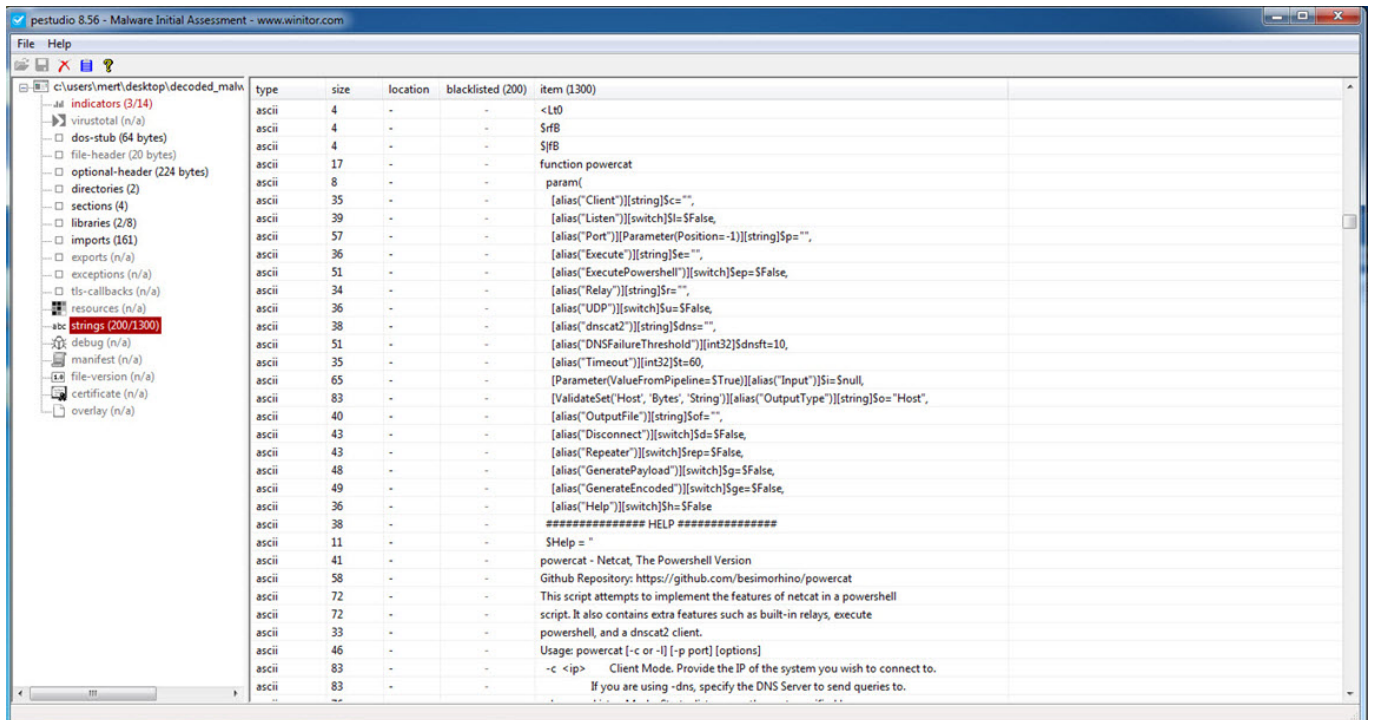 pestudio 8.56 - Malware Initial Assessment - www.winitor.com
File Help
c:\users\mert\desktop\decoded_malw
indicators (3/14)
virustotal (n/a)
dos-stub (64 bytes)
file-header (20 bytes)
optional-header (224 bytes)
directories (2)
sections (4)
libraries (2/8)
imports (161)
exports (n/a)
exceptions (n/a)
tls-callbacks (n/a)
resources (n/a)
abc strings (200/1300)
debug (n/a)
manifest (n/a)
1.0 file-version (n/a)
certificate (n/a)
overlay (n/a)
type size location blacklisted (200) item (1300)
ascii 4 - - <Lt0
ascii 4 - - $rfB
ascii 4 - - $|fB
ascii 17 - - function powercat
ascii 8 - - param(
ascii 35 - - [alias("Client")][string]$c="",
ascii 39 - - [alias("Listen")][switch]$l=$False,
ascii 57 - - [alias("Port")][Parameter(Position=-1)][string]$p="",
ascii 36 - - [alias("Execute")][string]$e="",
ascii 51 - - [alias("ExecutePowershell")][switch]$ep=$False,
ascii 34 - - [alias("Relay")][string]$r="",
ascii 36 - - [alias("UDP")][switch]$u=$False,
ascii 38 - - [alias("dnscat2")][string]$dns="",
ascii 51 - - [alias("DNSFailureThreshold")][int32]$dnsft=10,
ascii 35 - - [alias("Timeout")][int32]$t=60,
ascii 65 - - [Parameter(ValueFromPipeline=$True)][alias("Input")]$i=$null,
ascii 83 - - [ValidateSet('Host', 'Bytes', 'String')][alias("OutputType")][string]$o="Host",
ascii 40 - - [alias("OutputFile")][string]$of="",
ascii 43 - - [alias("Disconnect")][switch]$d=$False,
ascii 43 - - [alias("Repeater")][switch]$rep=$False,
ascii 48 - - [alias("GeneratePayload")][switch]$g=$False,
ascii 49 - - [alias("GenerateEncoded")][switch]$ge=$False,
ascii 36 - - [alias("Help")][switch]$h=$False
ascii 38 - - ############### HELP ###############
ascii 11 - - $Help = "
ascii 41 - - powercat - Netcat, The Powershell Version
ascii 58 - - Github Repository: https://github.com/besimorhino/powercat
ascii 72 - - This script attempts to implement the features of netcat in a powershell
ascii 72 - - script. It also contains extra features such as built-in relays, execute
ascii 33 - - powershell, and a dnscat2 client.
ascii 46 - - Usage: powercat [-c or -l] [-p port] [options]
ascii 83 - - -c <ip> Client Mode. Provide the IP of the system you wish to connect to.
ascii 83 - - If you are using -dns, specify the DNS Server to send queries to.